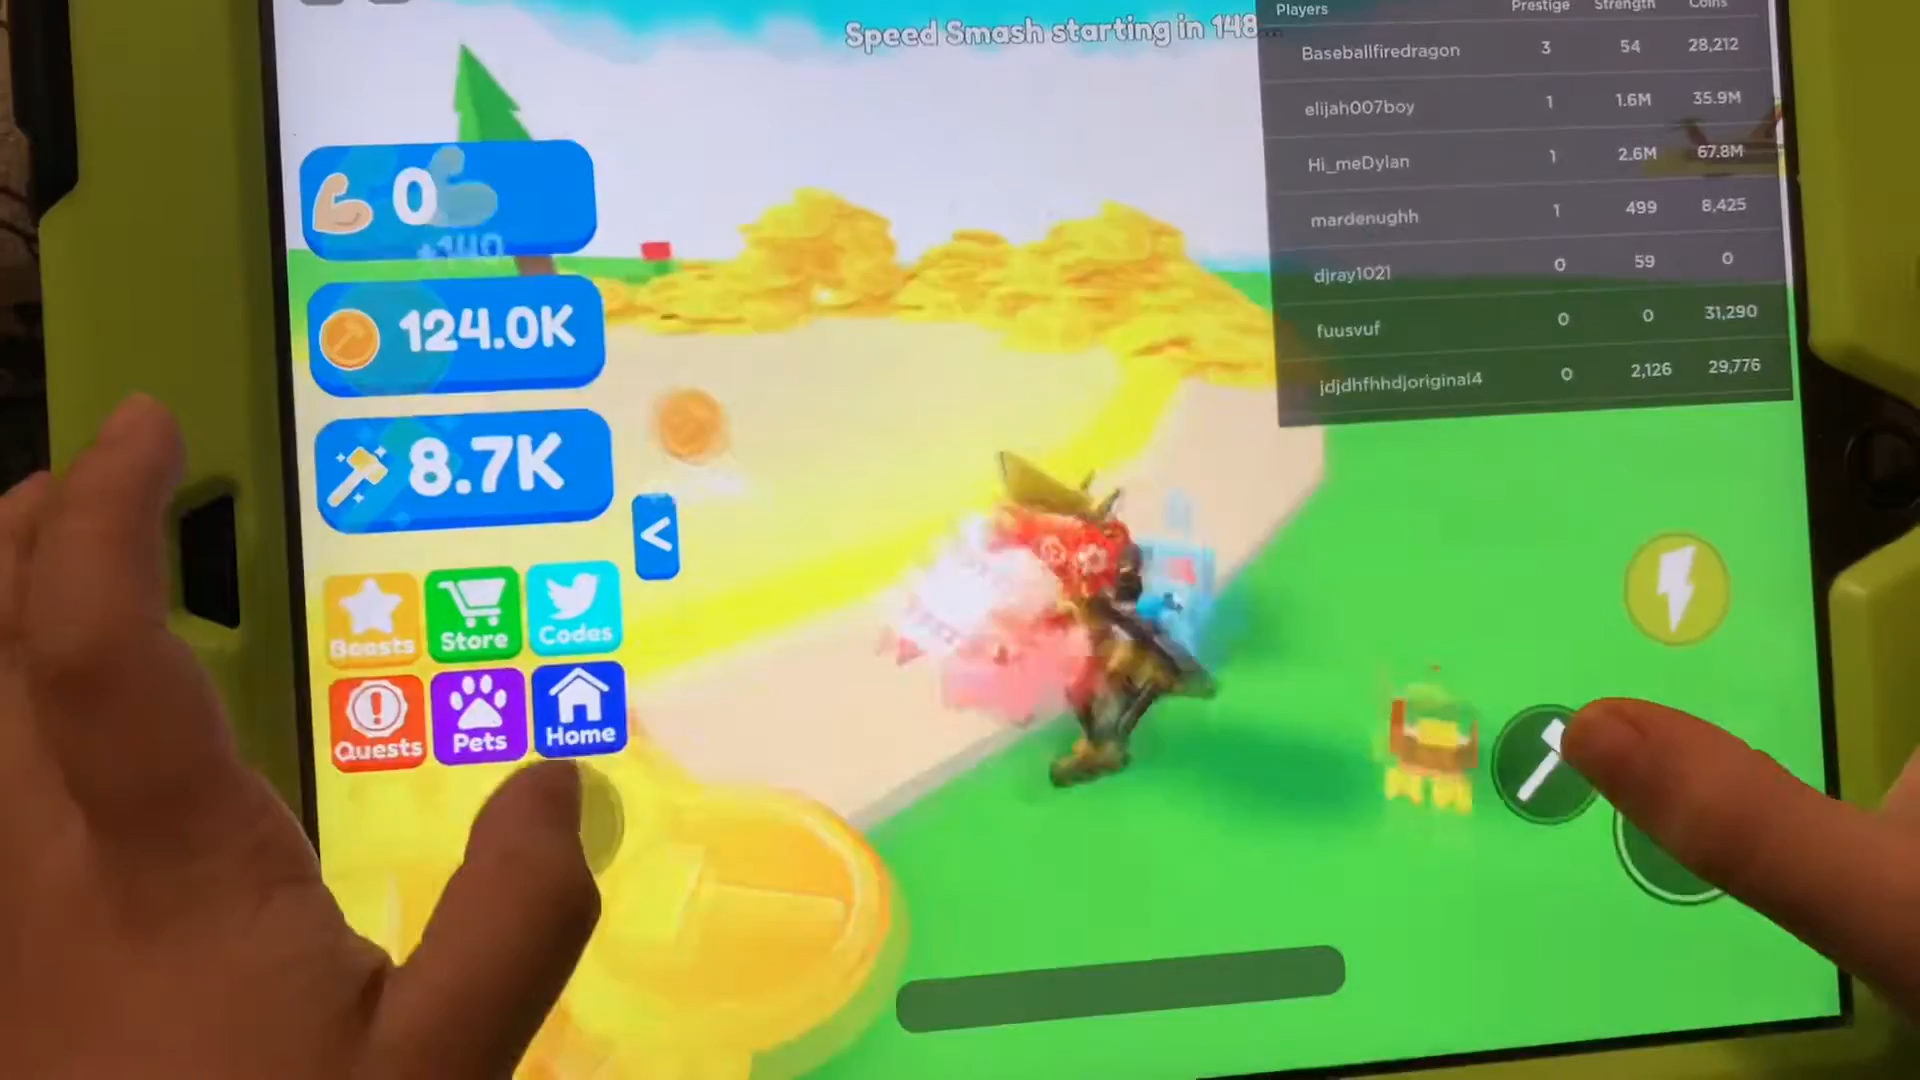 Speed Smash starting in 148...
Players Prestige Strength Coins
Baseballfiredragon 3 54 28,212
elijah007boy 1 1.6M 35.9M
Hi_meDylan 1 2.6M 67.8M
mardenughh 1 499 8,425
djray1021 0 59 0
fuusvuf 0 0 31,290
jdjdhfhhdjoriginal4 0 2,126 29,776
0
+140
124.0K
8.7K
<
Boosts Store Codes
Quests Pets Home